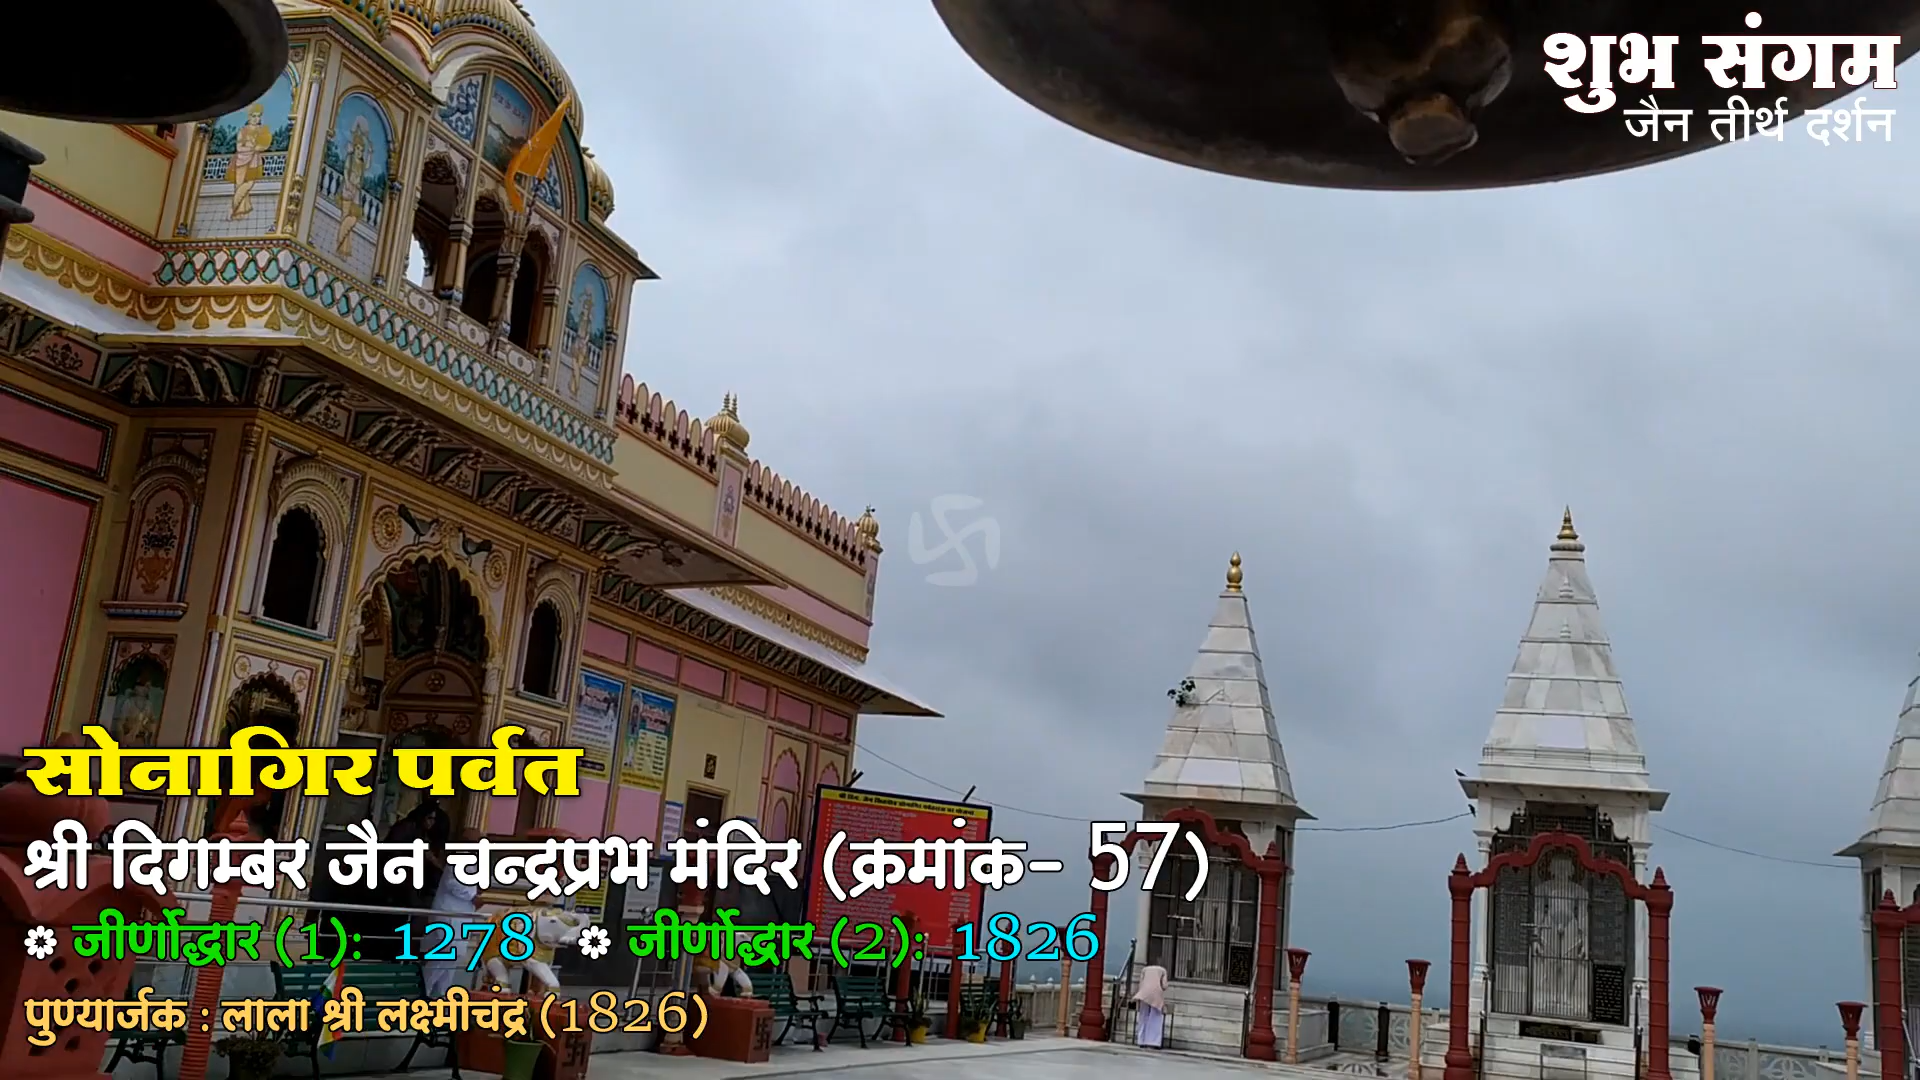 शुभ संगम
जैन तीर्थ दर्शन
सोनागिर पर्वत
श्री दिगम्बर जैन चन्द्रप्रभ मंदिर (क्रमांक- 57)
❁ जीर्णोद्धार (1): 1278 ❁ जीर्णोद्धार (2): 1826
पुण्यार्जक : लाला श्री लक्ष्मीचंद्र (1826)